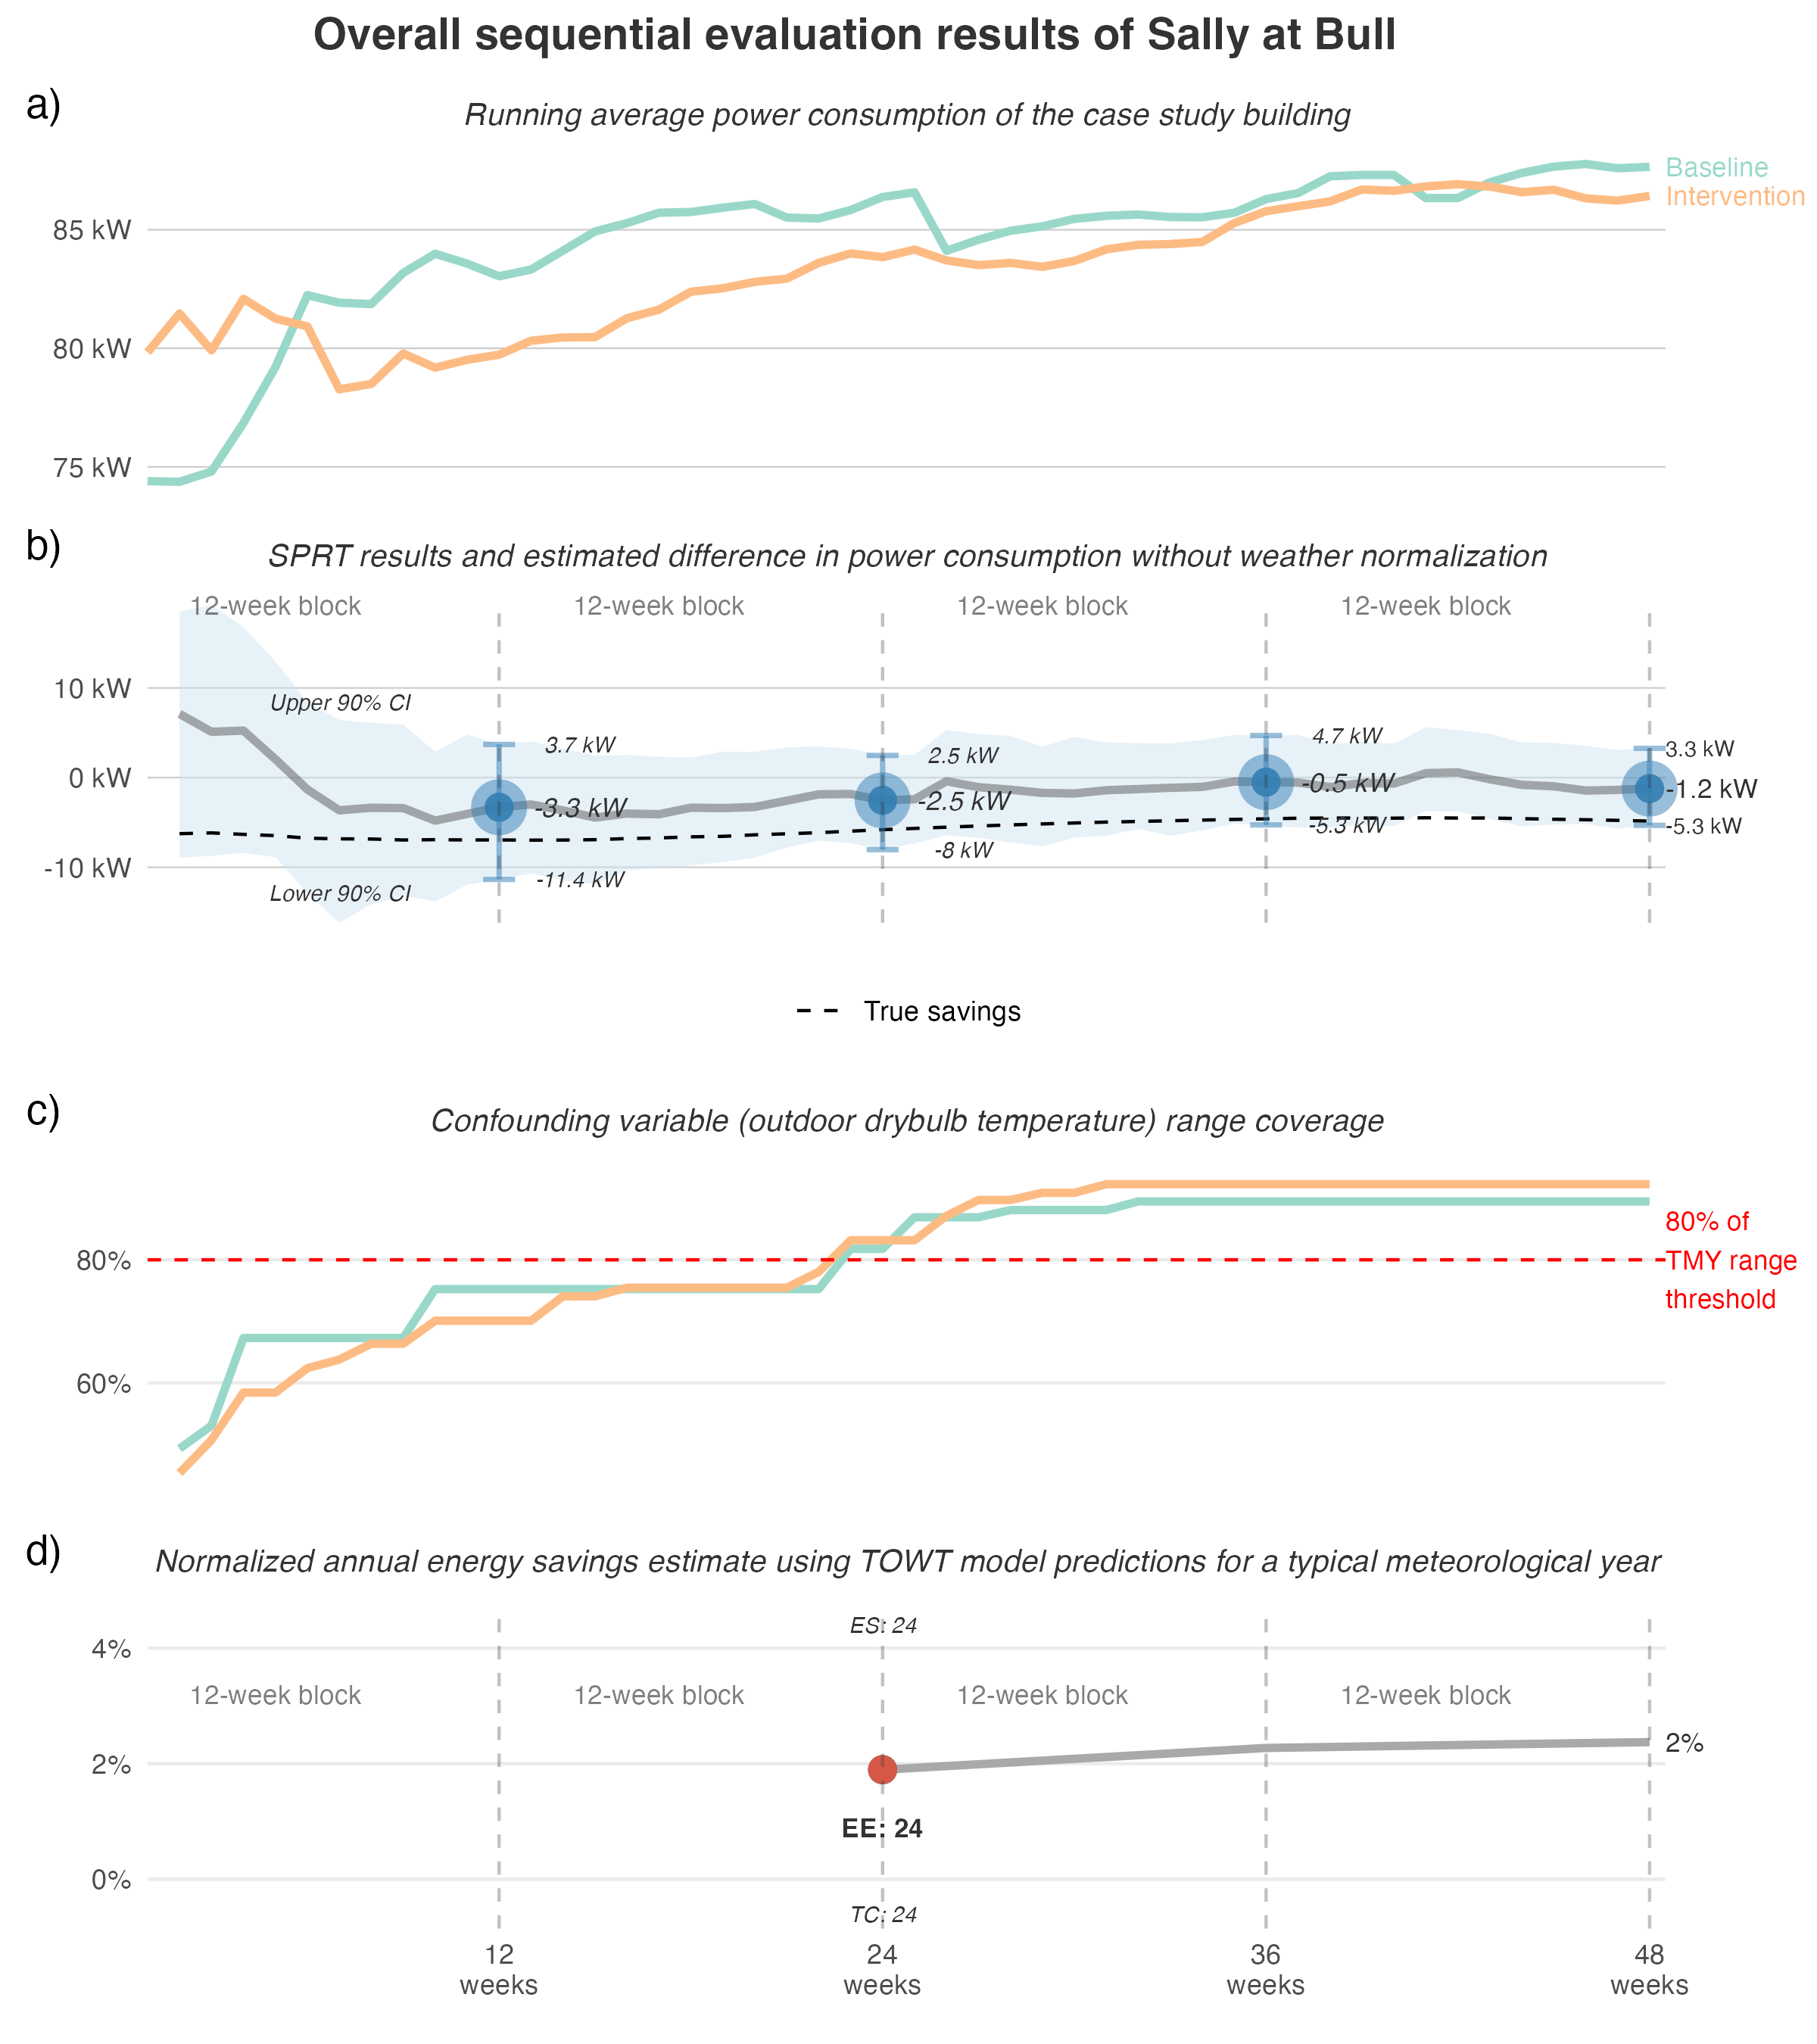 Overall sequential evaluation results of Sally at Bull
a)
Running average power consumption of the case study building
Baseline
Intervention
85 kW
80 kW
75 kW
b)
SPRT results and estimated difference in power consumption without weather normalization
12-week block
12-week block
12-week block
12-week block
10 kW
0 kW
-10 kW
Upper 90% CI
Lower 90% CI
3.7 kW
-3.3 kW
-11.4 kW
2.5 kW
-2.5 kW
-8 kW
4.7 kW
-0.5 kW
-5.3 kW
3.3 kW
-1.2 kW
-5.3 kW
True savings
c)
Confounding variable (outdoor drybulb temperature) range coverage
80%
60%
80% of
TMY range
threshold
d)
Normalized annual energy savings estimate using TOWT model predictions for a typical meteorological year
ES: 24
4%
12-week block
12-week block
12-week block
12-week block
2%
2%
EE: 24
0%
TC: 24
12
weeks
24
weeks
36
weeks
48
weeks